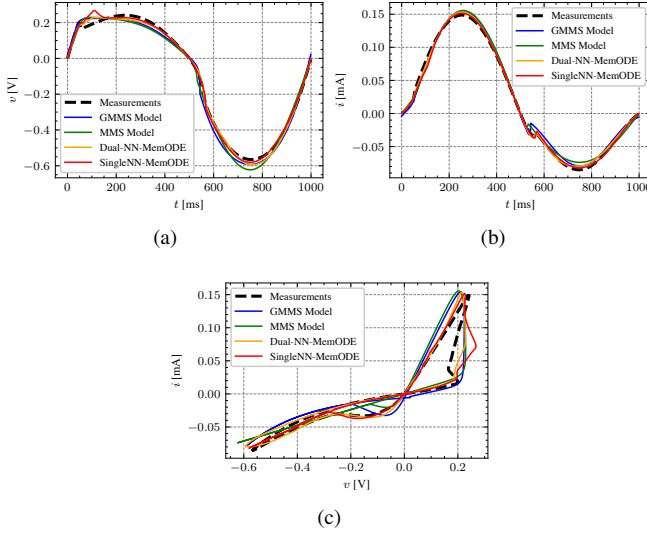 0.2
0.0
−0.2
−0.4
−0.6
v [V]
Measurements
GMMS Model
MMS Model
Dual-NN-MemODE
SingleNN-MemODE
0 200 400 600 800 1000
t [ms]
(a)
0.15
0.10
0.05
0.00
−0.05
i [mA]
Measurements
GMMS Model
MMS Model
Dual-NN-MemODE
SingleNN-MemODE
0 200 400 600 800 1000
t [ms]
(b)
0.15
0.10
0.05
0.00
−0.05
i [mA]
Measurements
GMMS Model
MMS Model
Dual-NN-MemODE
SingleNN-MemODE
−0.6 −0.4 −0.2 0.0 0.2
v [V]
(c)